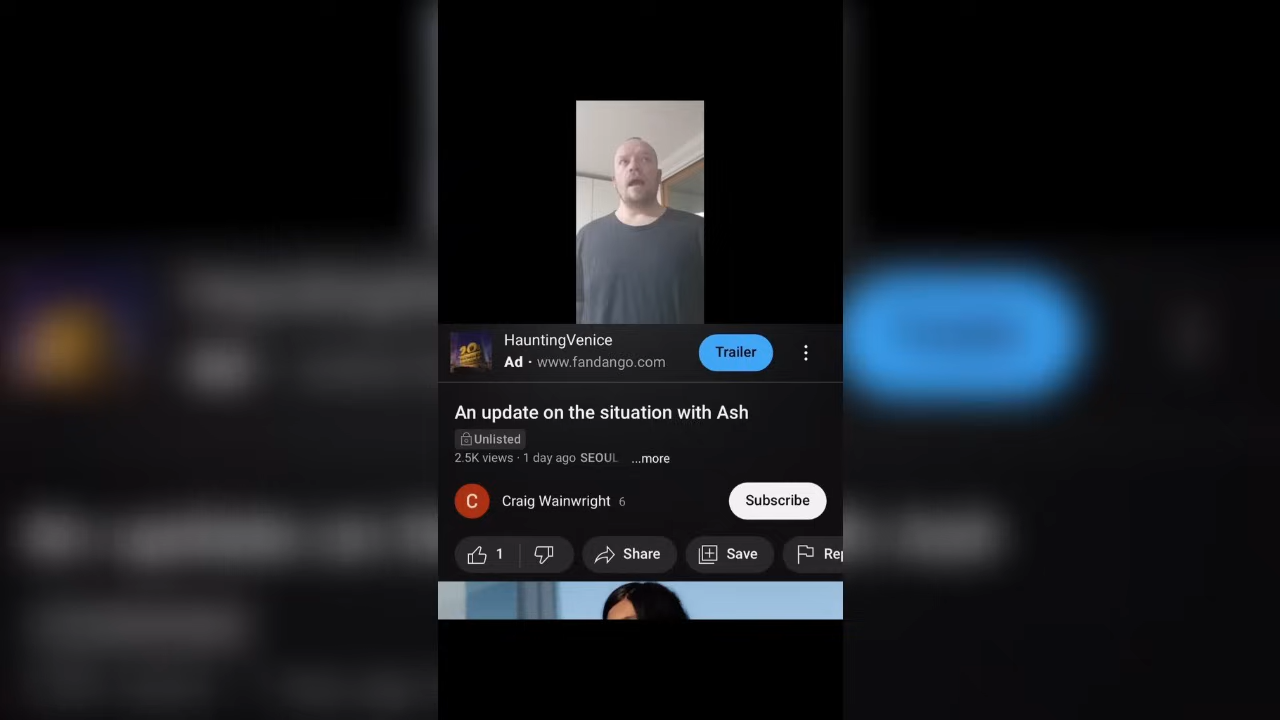 HauntingVenice
Ad · www.fandango.com
Trailer
An update on the situation with Ash
Unlisted
2.5K views · 1 day ago SEOUL ...more
C
Craig Wainwright 6
Subscribe
1
Share
Save
Rep
20